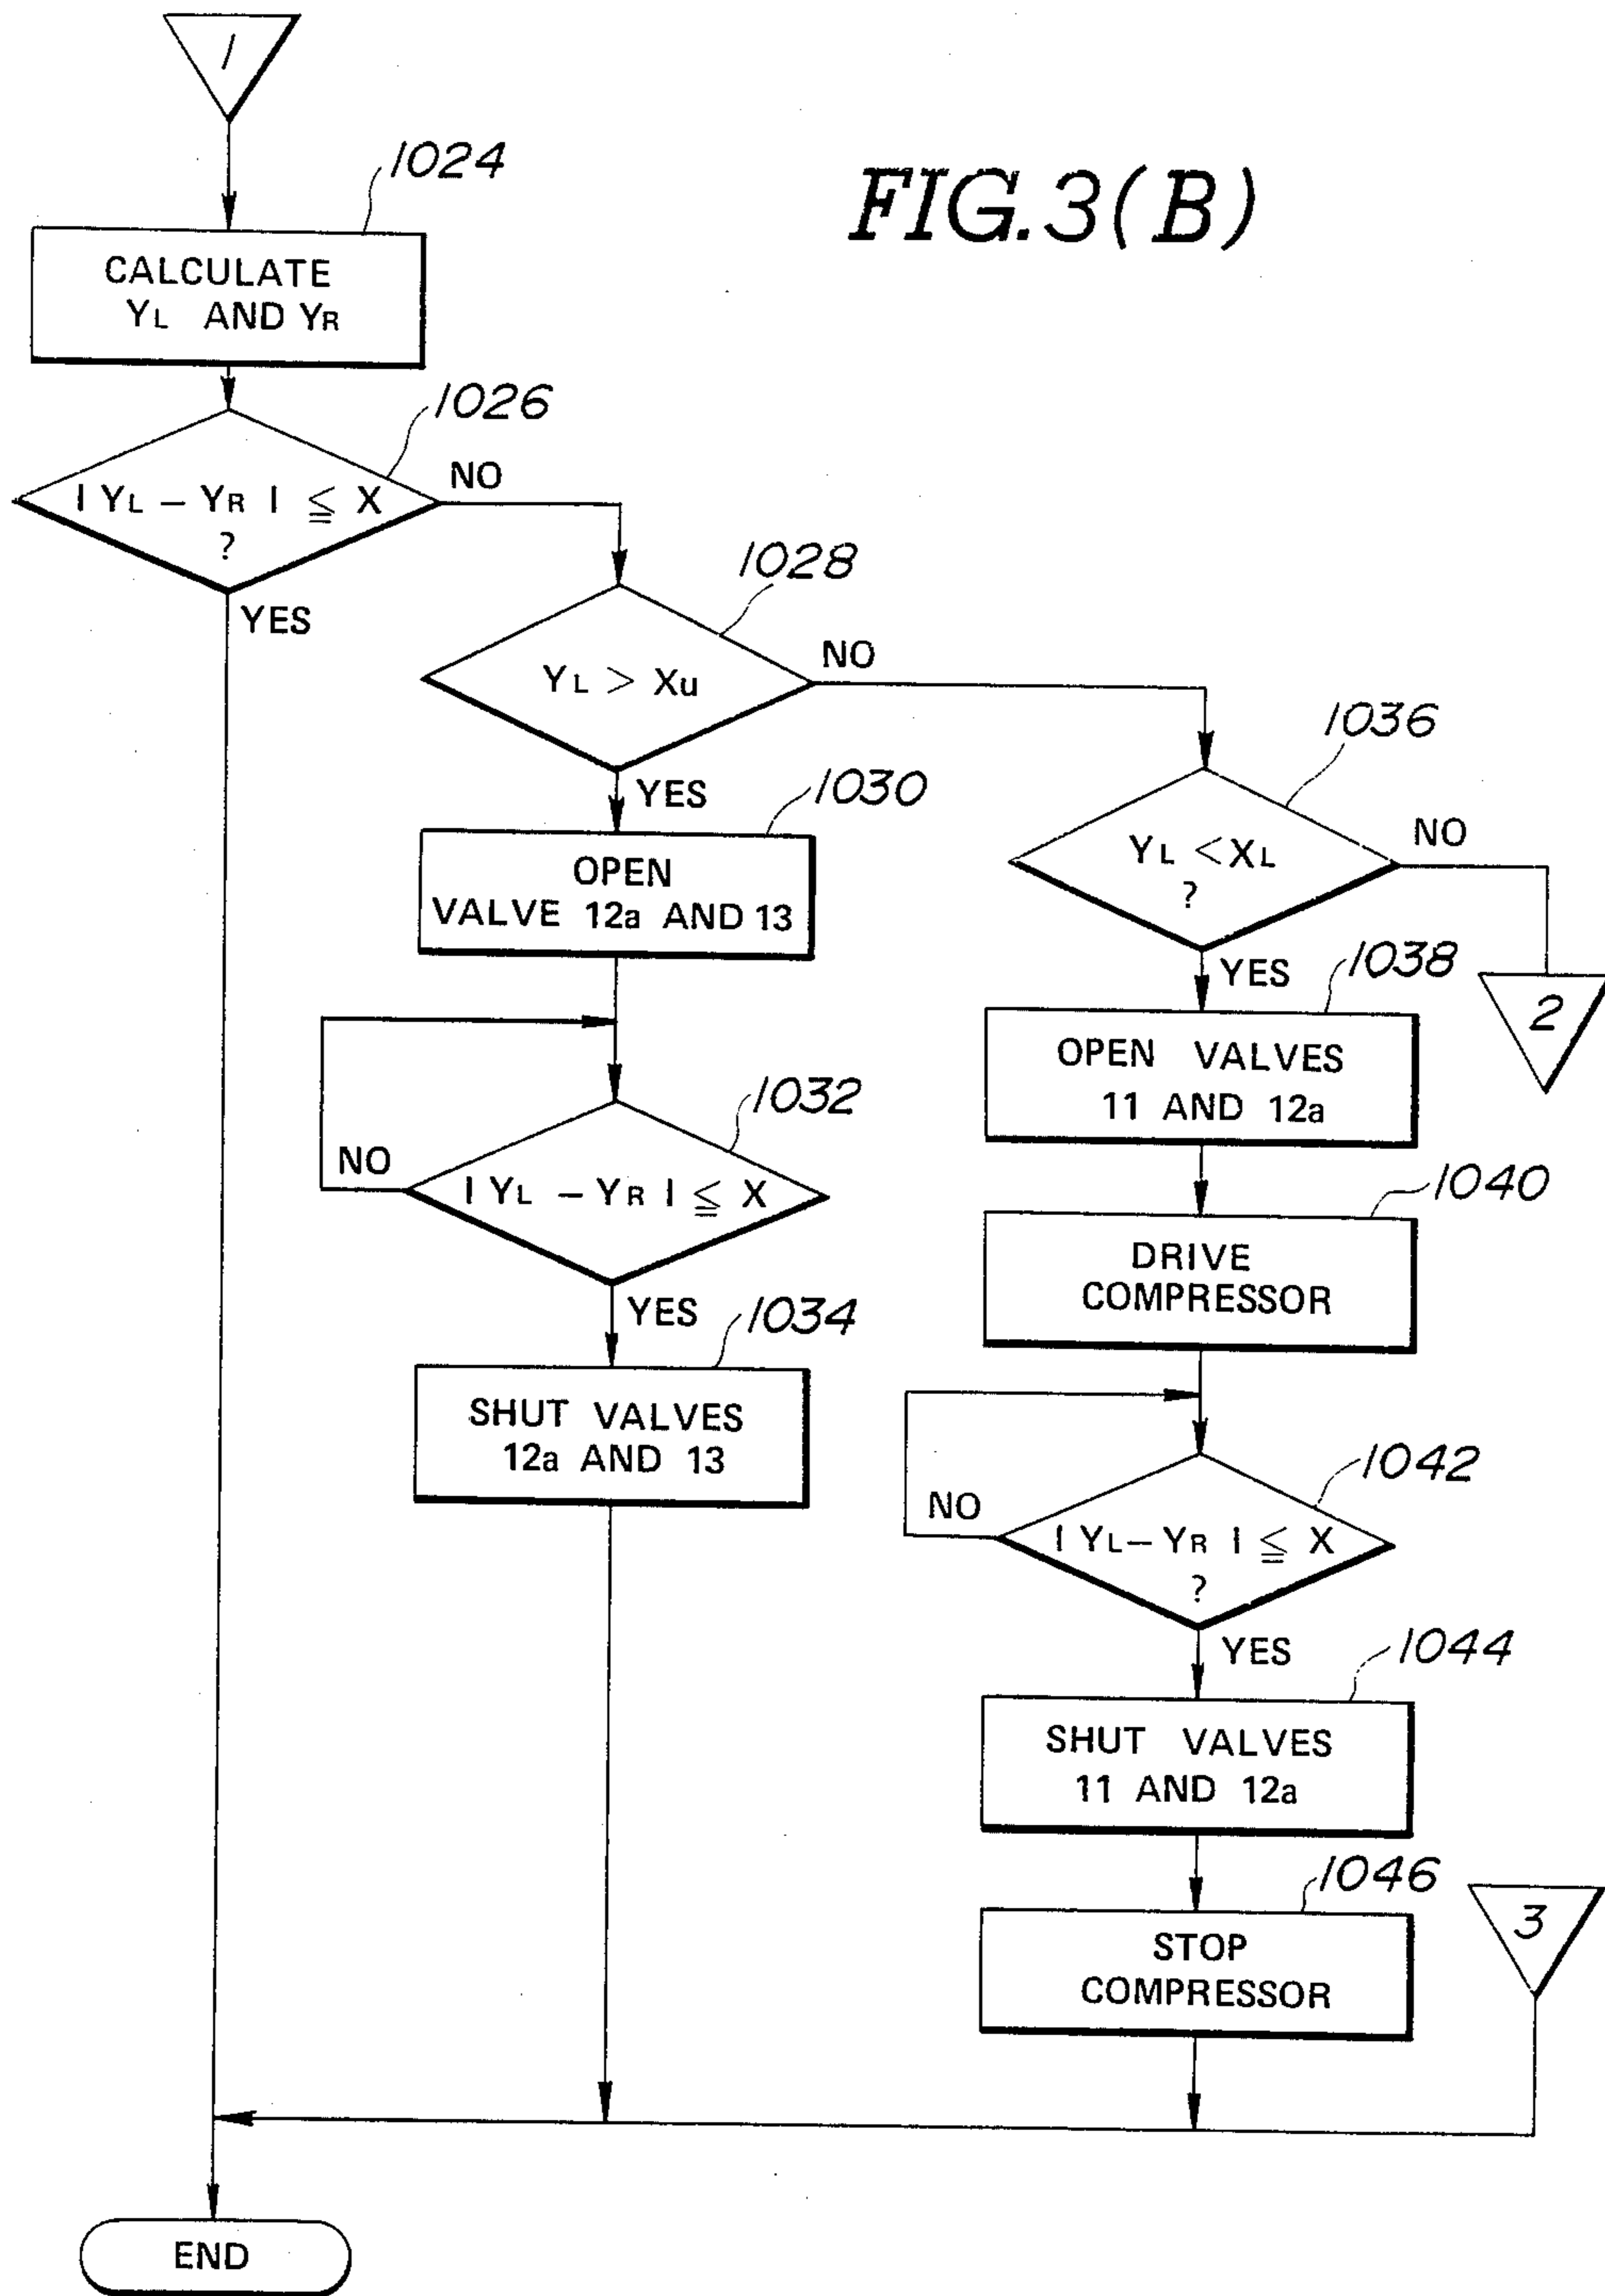 1
FIG.3(B)
1024
CALCULATE
YL AND YR
1026
| YL – YR | ≦ X
?
NO
YES
1028
YL > Xu
NO
YES
1030
OPEN
VALVE 12a AND 13
1032
| YL – YR | ≦ X
NO
YES
1034
SHUT VALVES
12a AND 13
1036
YL < XL
?
NO
2
YES
1038
OPEN VALVES
11 AND 12a
1040
DRIVE
COMPRESSOR
1042
| YL – YR | ≦ X
?
NO
YES
1044
SHUT VALVES
11 AND 12a
1046
STOP
COMPRESSOR
3
END